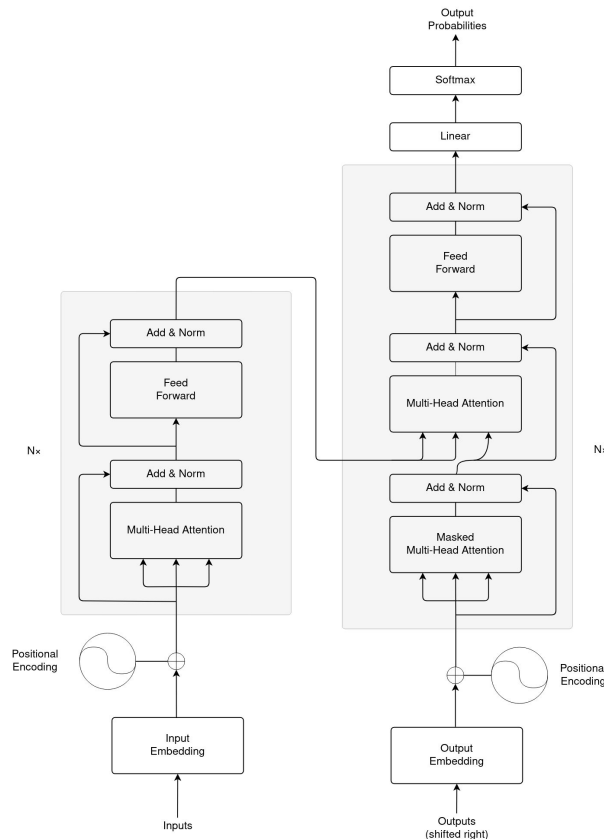 Output
Probabilities
Softmax
Linear
Add & Norm
Feed
Forward
Add & Norm
Multi-Head Attention
Add & Norm
Masked
Multi-Head Attention
Add & Norm
Feed
Forward
Add & Norm
Multi-Head Attention
N×
N×
Positional
Encoding
Positional
Encoding
Input
Embedding
Output
Embedding
Inputs
Outputs
(shifted right)